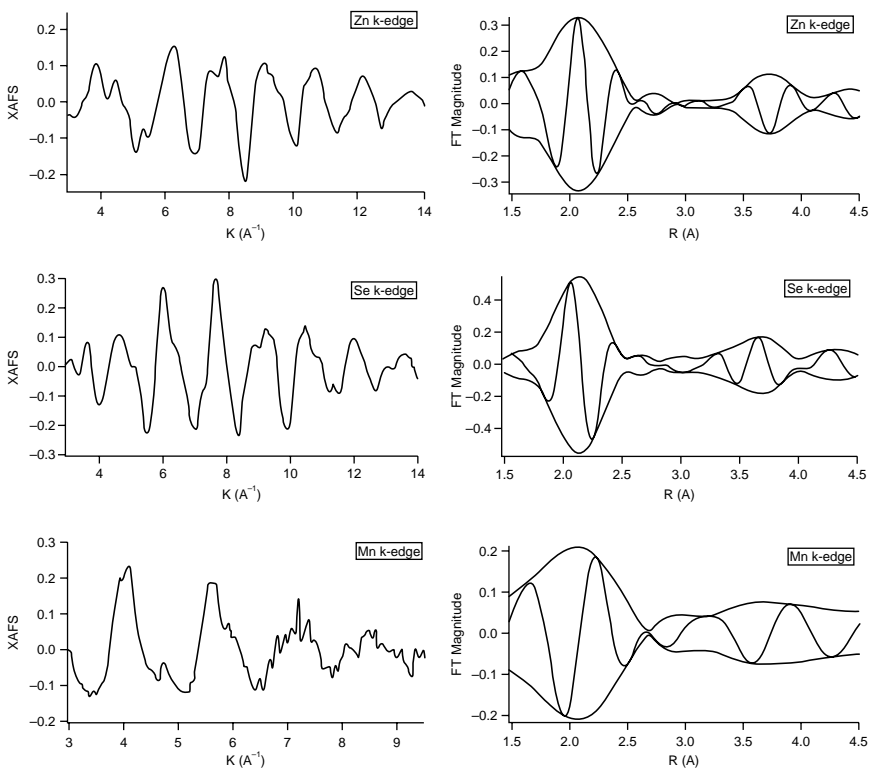 Zn k-edge
0.2
0.1
0.0
–0.1
–0.2
XAFS
4 6 8 10 12 14
K (A⁻¹)
Zn k-edge
0.3
0.2
0.1
0.0
–0.1
–0.2
–0.3
FT Magnitude
1.5 2.0 2.5 3.0 3.5 4.0 4.5
R (A)
Se k-edge
0.3
0.2
0.1
0.0
–0.1
–0.2
–0.3
XAFS
4 6 8 10 12 14
K (A⁻¹)
Se k-edge
0.4
0.2
0.0
–0.2
–0.4
FT Magnitude
1.5 2.0 2.5 3.0 3.5 4.0 4.5
R (A)
Mn k-edge
0.3
0.2
0.1
0.0
–0.1
–0.2
XAFS
3 4 5 6 7 8 9
K (A⁻¹)
Mn k-edge
0.2
0.1
0.0
–0.1
–0.2
FT Magnitude
1.5 2.0 2.5 3.0 3.5 4.0 4.5
R (A)